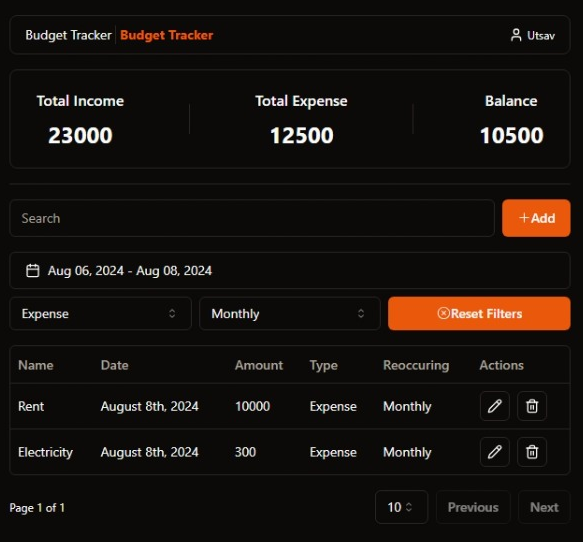 Budget Tracker Budget Tracker Utsav
Total Income Total Expense Balance
23000 12500 10500
Search +Add
Aug 06, 2024 - Aug 08, 2024
Expense Monthly Reset Filters
Name Date Amount Type Reoccuring Actions
Rent August 8th, 2024 10000 Expense Monthly
Electricity August 8th, 2024 300 Expense Monthly
Page 1 of 1 10 Previous Next